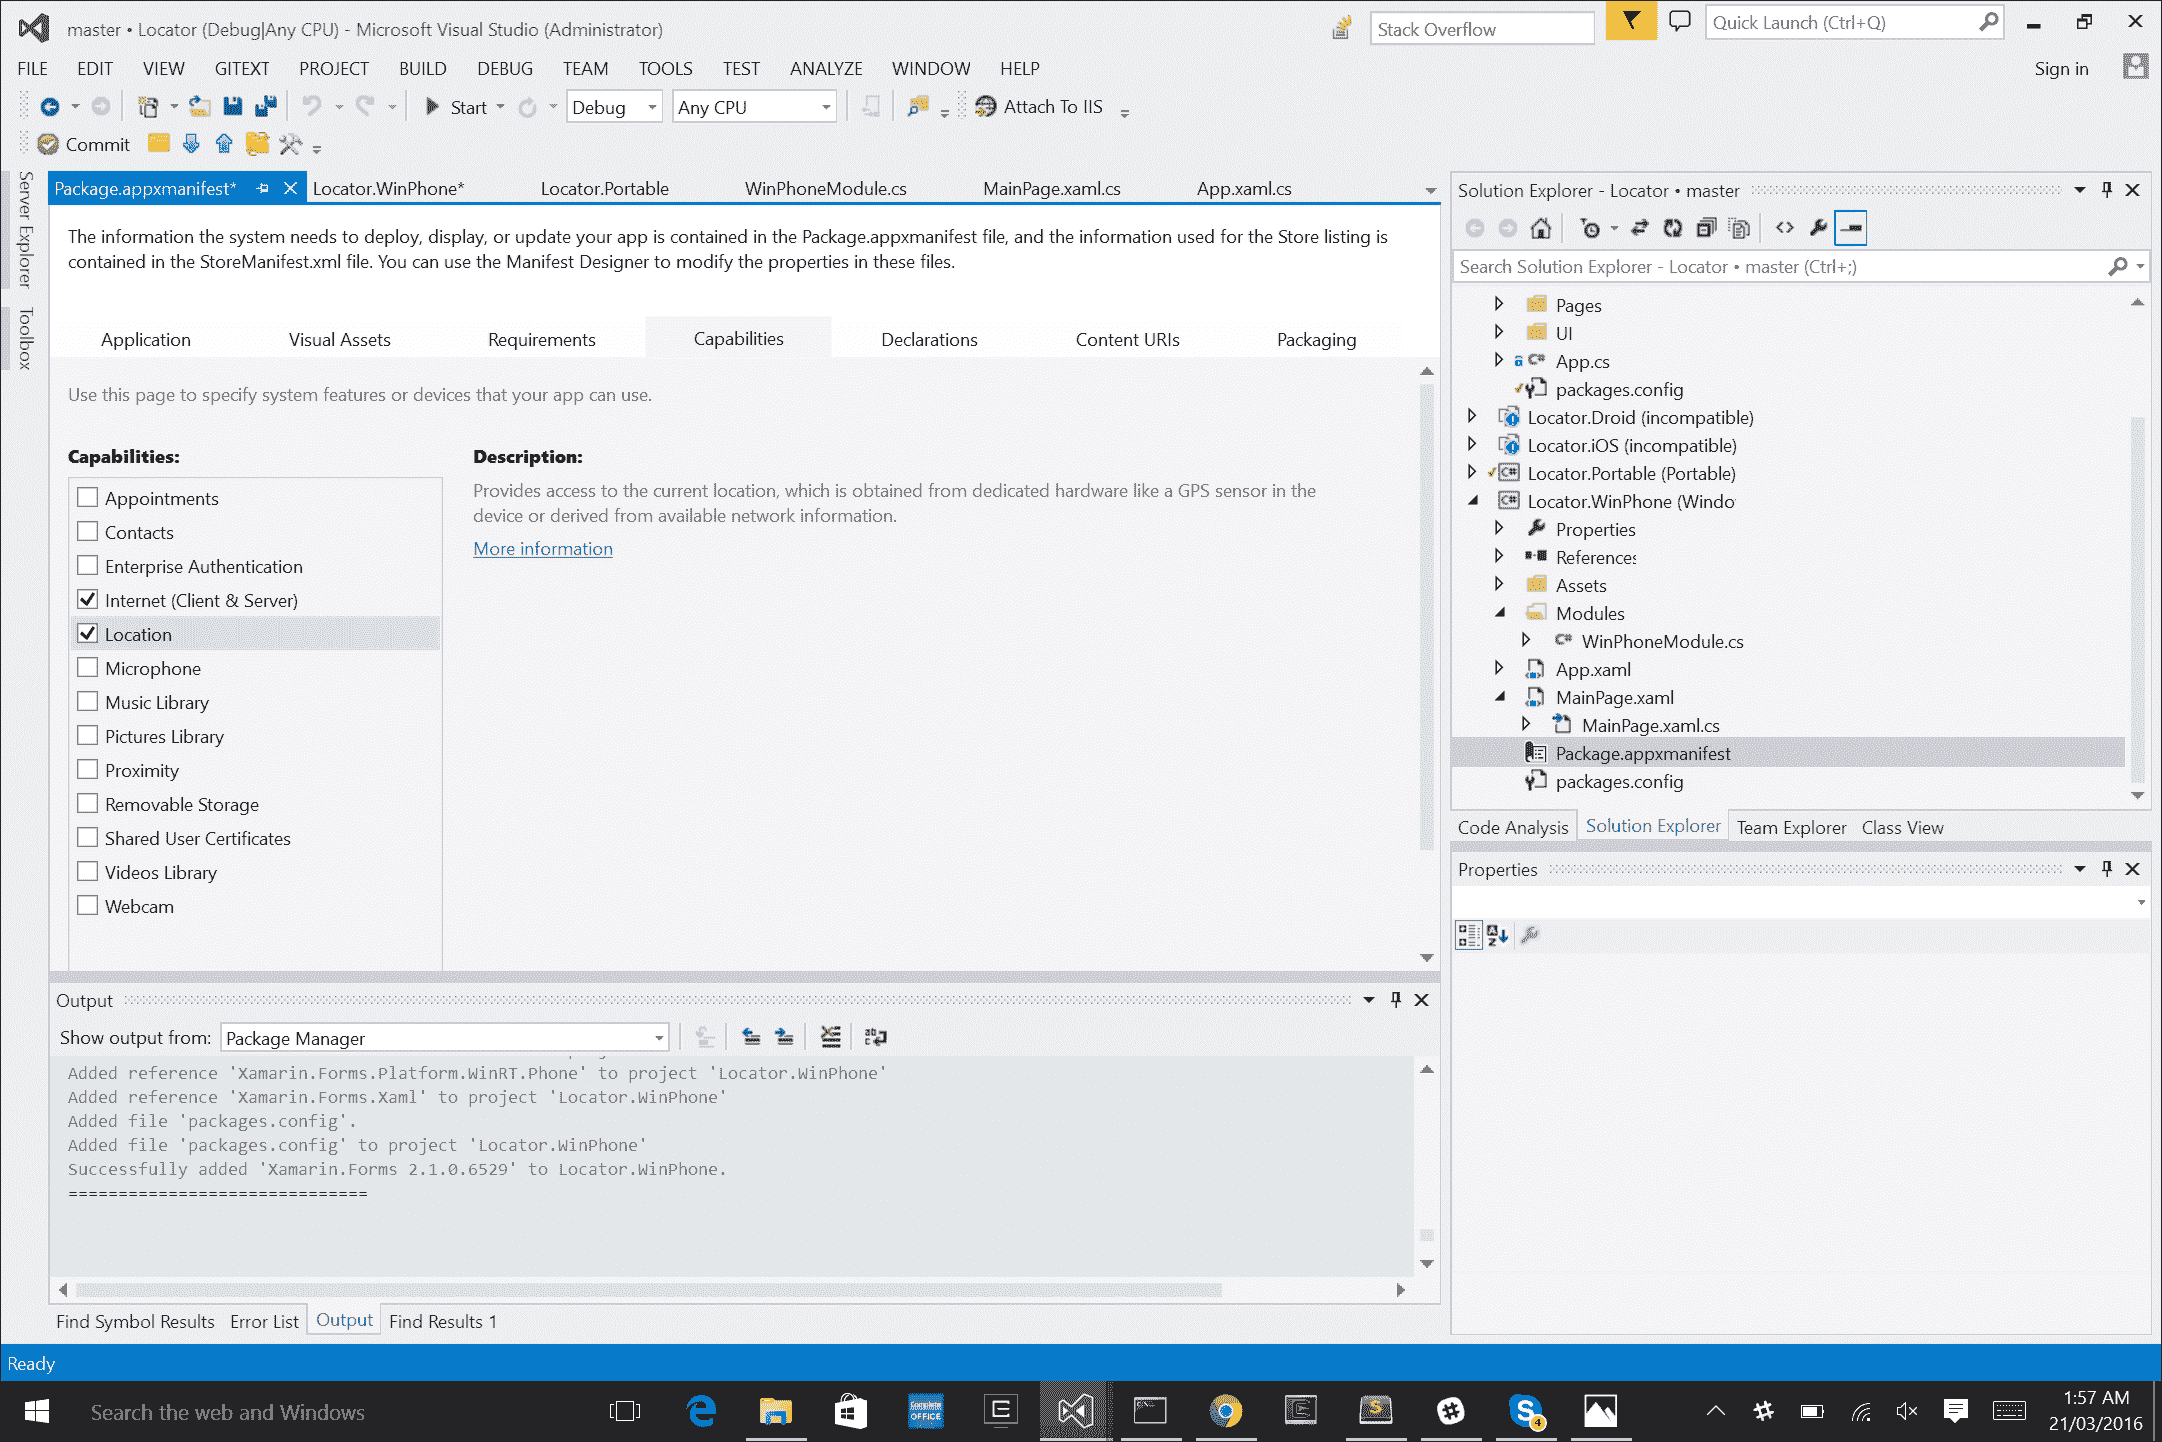 master • Locator (Debug|Any CPU) - Microsoft Visual Studio (Administrator)
Stack Overflow
Quick Launch (Ctrl+Q)
FILE EDIT VIEW GITEXT PROJECT BUILD DEBUG TEAM TOOLS TEST ANALYZE WINDOW HELP
Sign in
Start Debug Any CPU Attach To IIS
Commit
Server Explorer
Toolbox
Package.appxmanifest* Locator.WinPhone* Locator.Portable WinPhoneModule.cs MainPage.xaml.cs App.xaml.cs
The information the system needs to deploy, display, or update your app is contained in the Package.appxmanifest file, and the information used for the Store listing is
contained in the StoreManifest.xml file. You can use the Manifest Designer to modify the properties in these files.
Application Visual Assets Requirements Capabilities Declarations Content URIs Packaging
Use this page to specify system features or devices that your app can use.
Capabilities:
Appointments
Contacts
Enterprise Authentication
Internet (Client & Server)
Location
Microphone
Music Library
Pictures Library
Proximity
Removable Storage
Shared User Certificates
Videos Library
Webcam
Description:
Provides access to the current location, which is obtained from dedicated hardware like a GPS sensor in the
device or derived from available network information.
More information
Output
Show output from: Package Manager
Added reference 'Xamarin.Forms.Platform.WinRT.Phone' to project 'Locator.WinPhone'
Added reference 'Xamarin.Forms.Xaml' to project 'Locator.WinPhone'
Added file 'packages.config'.
Added file 'packages.config' to project 'Locator.WinPhone'
Successfully added 'Xamarin.Forms 2.1.0.6529' to Locator.WinPhone.
==============================
Find Symbol Results Error List Output Find Results 1
Solution Explorer - Locator • master
Search Solution Explorer - Locator • master (Ctrl+;)
Pages
UI
App.cs
packages.config
Locator.Droid (incompatible)
Locator.iOS (incompatible)
Locator.Portable (Portable)
Locator.WinPhone (Windo
Properties
References
Assets
Modules
WinPhoneModule.cs
App.xaml
MainPage.xaml
MainPage.xaml.cs
Package.appxmanifest
packages.config
Code Analysis Solution Explorer Team Explorer Class View
Properties
Ready
Search the web and Windows
OFFICE
4
1:57 AM
21/03/2016